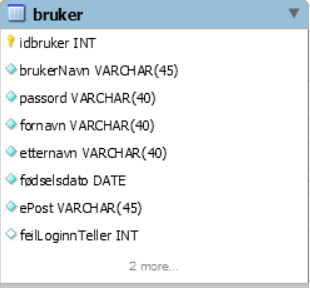 bruker
idbruker INT
brukerNavn VARCHAR(45)
passord VARCHAR(40)
fornavn VARCHAR(40)
etternavn VARCHAR(40)
fødselsdato DATE
ePost VARCHAR(45)
feilLoginnTeller INT
2 more...